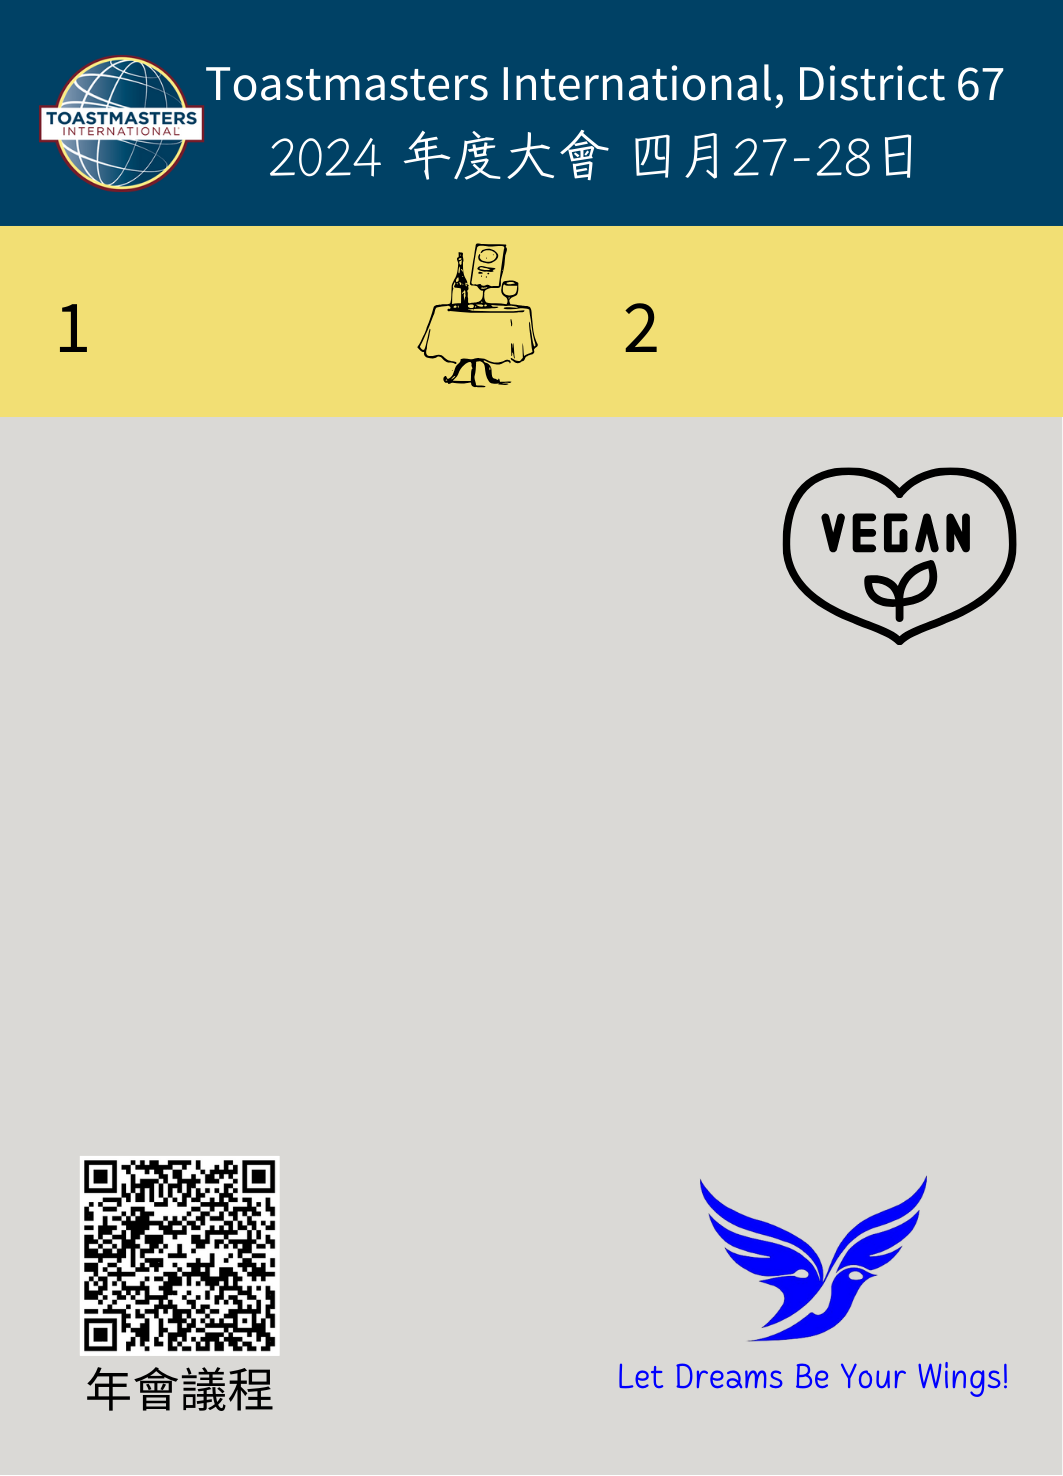 TOASTMASTERS
INTERNATIONAL
Toastmasters International, District 67
2024 年度大會 四月27-28日
1
2
VEGAN
年會議程
Let Dreams Be Your Wings!